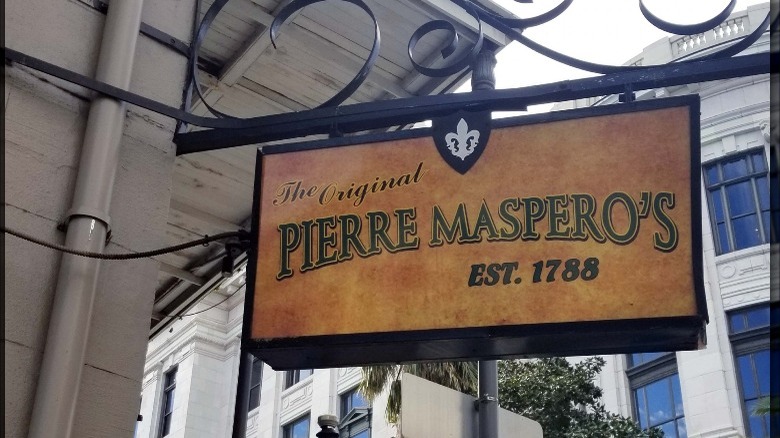 The Original
PIERRE MASPERO'S
EST. 1788